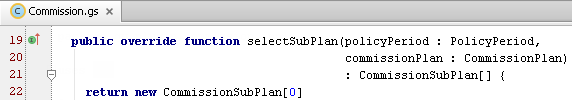 Commission.gs ×
19 public override function selectSubPlan(policyPeriod : PolicyPeriod,
20 commissionPlan : CommissionPlan)
21 : CommissionSubPlan[] {
22 return new CommissionSubPlan[0]